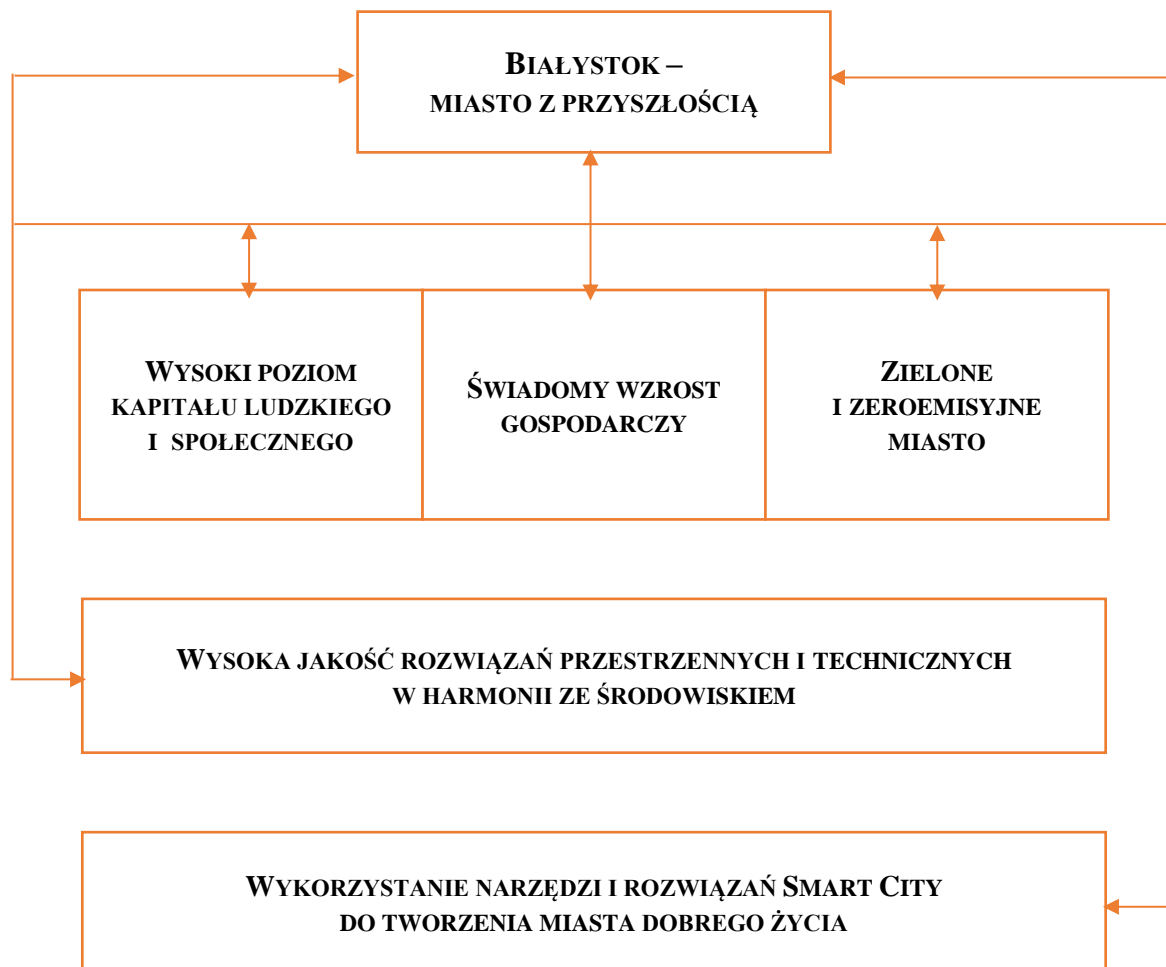 BIAŁYSTOK –
MIASTO Z PRZYSZŁOŚCIĄ
WYSOKI POZIOM
KAPITAŁU LUDZKIEGO
I SPOŁECZNEGO
ŚWIADOMY WZROST
GOSPODARCZY
ZIELONE
I ZEROEMISYJNE
MIASTO
WYSOKA JAKOŚĆ ROZWIĄZAŃ PRZESTRZENNYCH I TECHNICZNYCH
W HARMONII ZE ŚRODOWISKIEM
WYKORZYSTANIE NARZĘDZI I ROZWIĄZAŃ SMART CITY
DO TWORZENIA MIASTA DOBREGO ŻYCIA